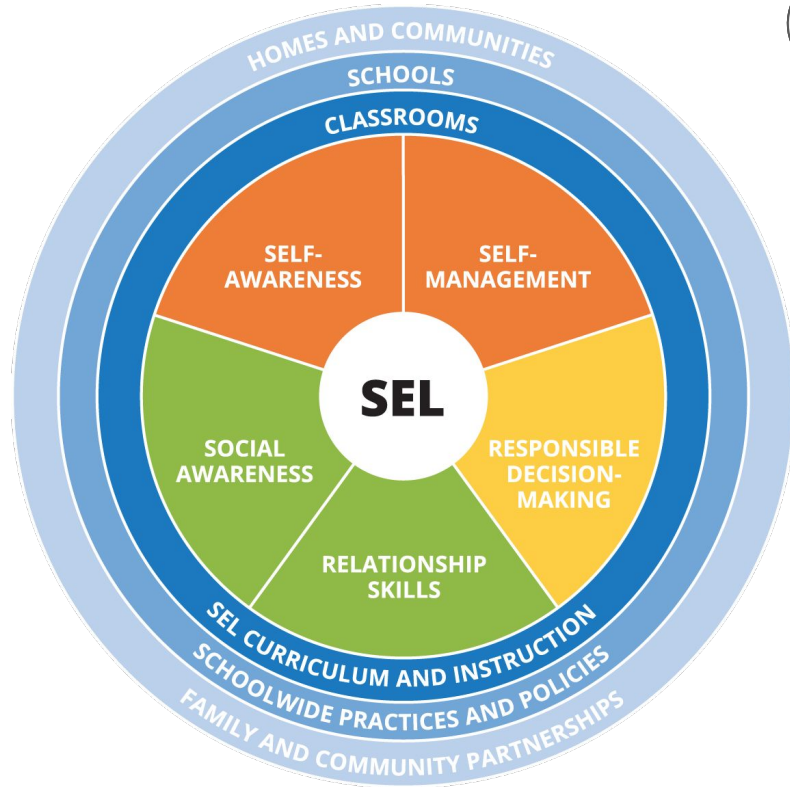 HOMES AND COMMUNITIES
SCHOOLS
CLASSROOMS
SELF-
AWARENESS
SELF-
MANAGEMENT
SEL
SOCIAL
AWARENESS
RESPONSIBLE
DECISION-
MAKING
RELATIONSHIP
SKILLS
SEL CURRICULUM AND INSTRUCTION
SCHOOLWIDE PRACTICES AND POLICIES
FAMILY AND COMMUNITY PARTNERSHIPS